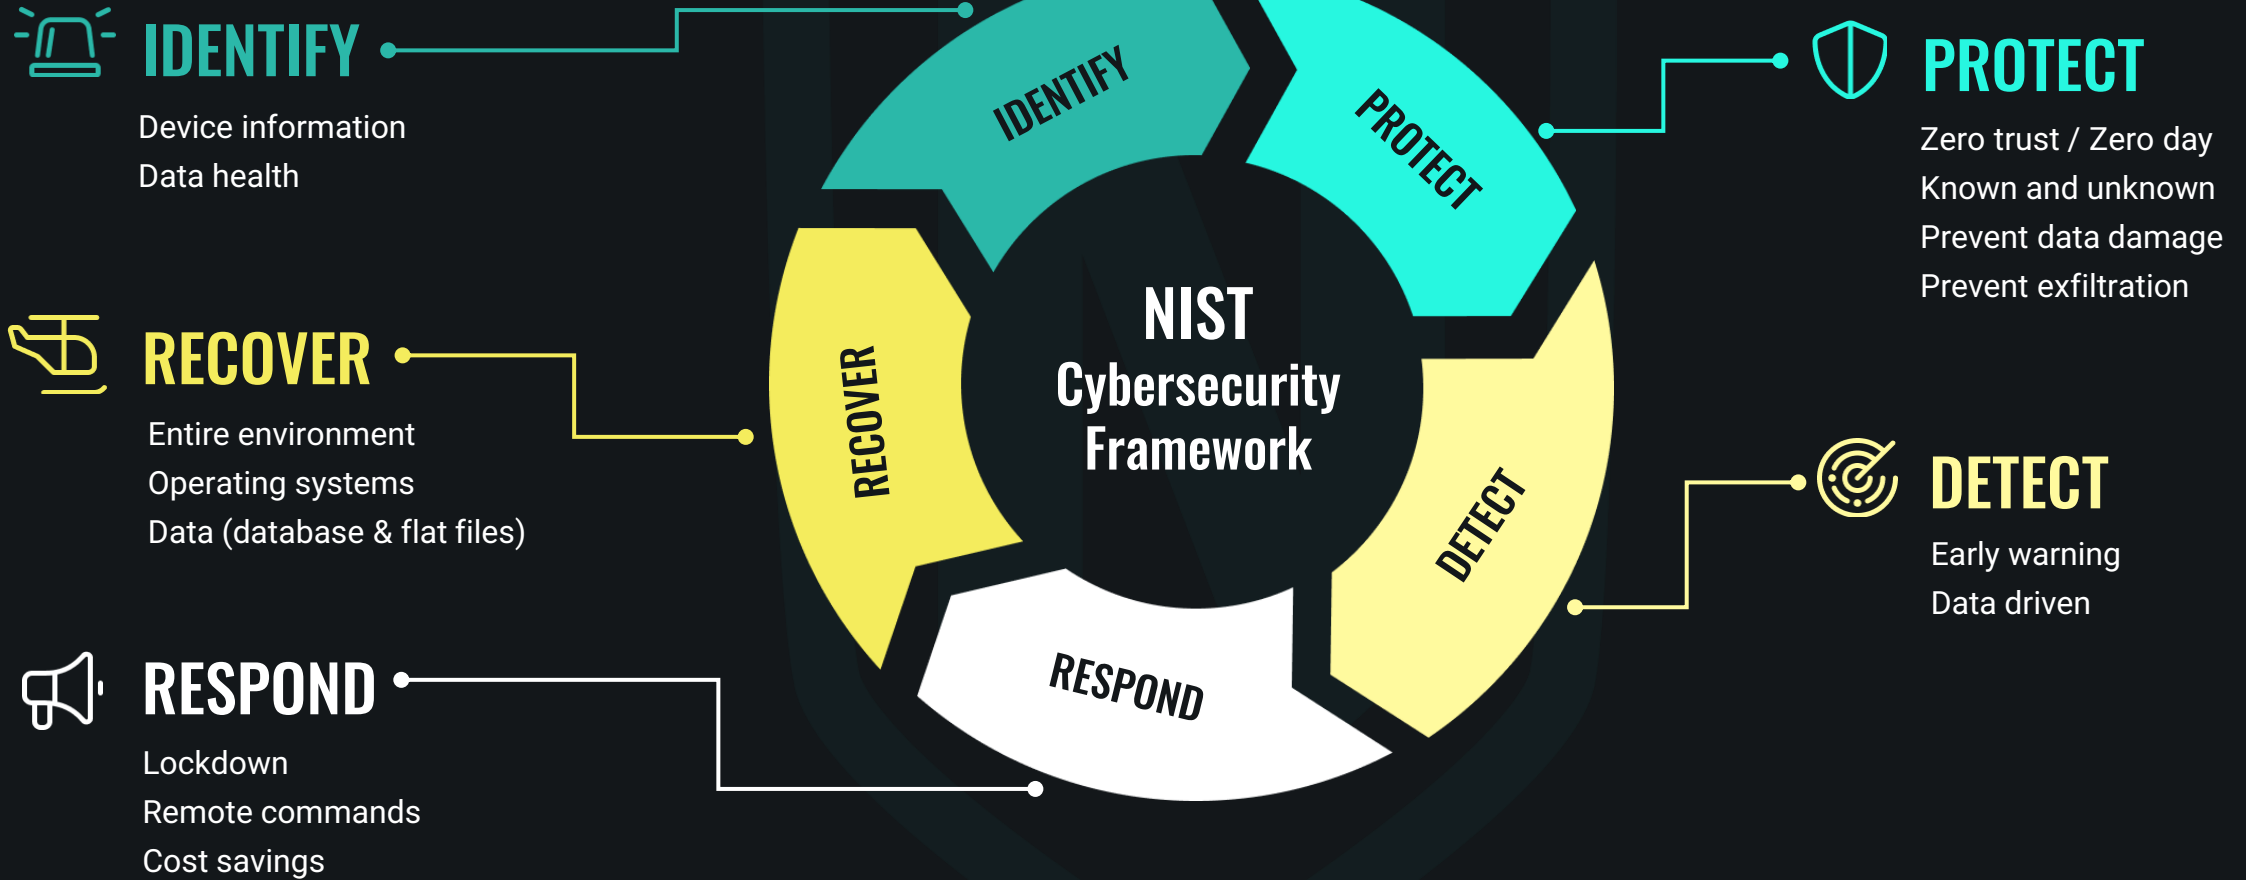 IDENTIFY
Device information
Data health
RECOVER
Entire environment
Operating systems
Data (database & flat files)
RESPOND
Lockdown
Remote commands
Cost savings
IDENTIFY
PROTECT
DETECT
RESPOND
RECOVER
NIST
Cybersecurity
Framework
PROTECT
Zero trust / Zero day
Known and unknown
Prevent data damage
Prevent exfiltration
DETECT
Early warning
Data driven